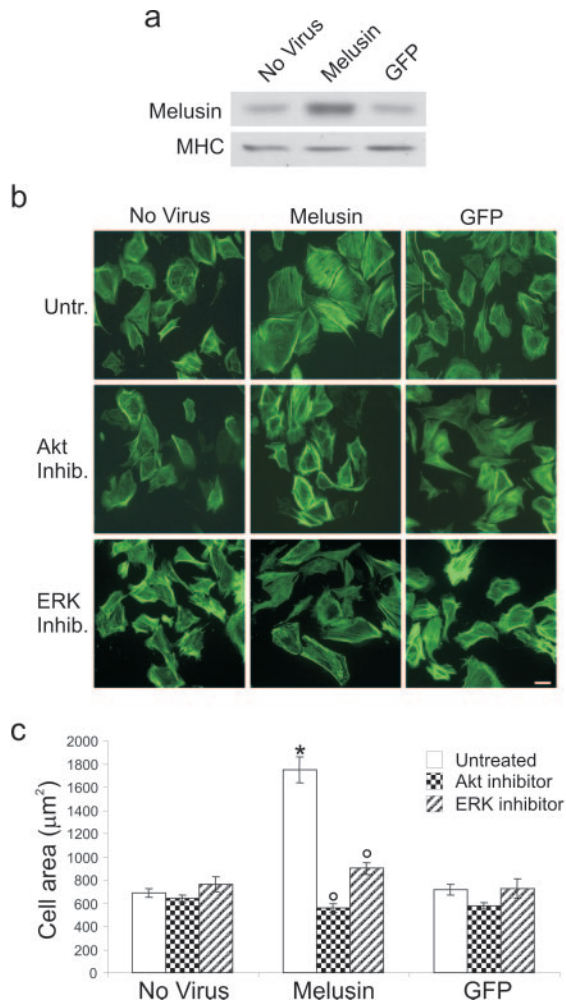 a
No Virus
Melusin
GFP
Melusin
MHC
b
No Virus Melusin GFP
Untr.
Akt
Inhib.
ERK
Inhib.
c
Cell area (μm²)
2000
1800
1600
1400
1200
1000
800
600
400
200
0
*
°
°
Untreated
Akt inhibitor
ERK inhibitor
No Virus Melusin GFP